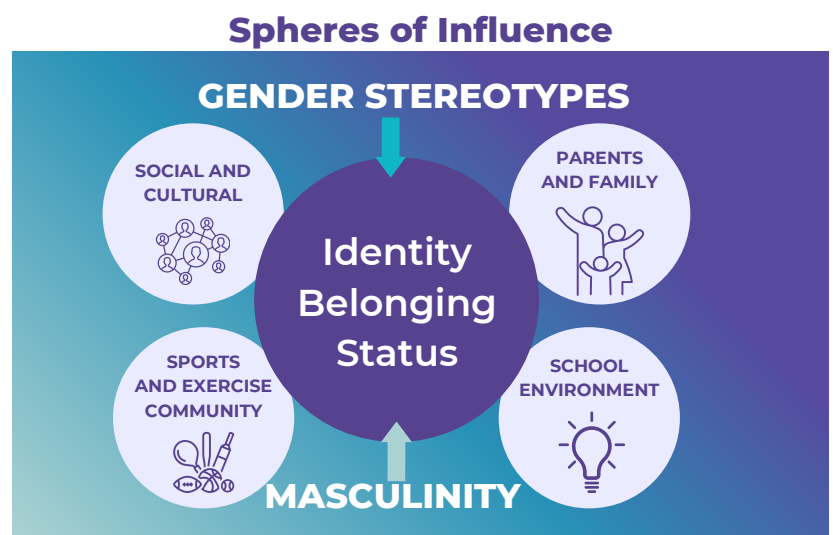 Spheres of Influence
GENDER STEREOTYPES
SOCIAL AND
CULTURAL
PARENTS
AND FAMILY
Identity
Belonging
Status
SPORTS
AND EXERCISE
COMMUNITY
SCHOOL
ENVIRONMENT
MASCULINITY